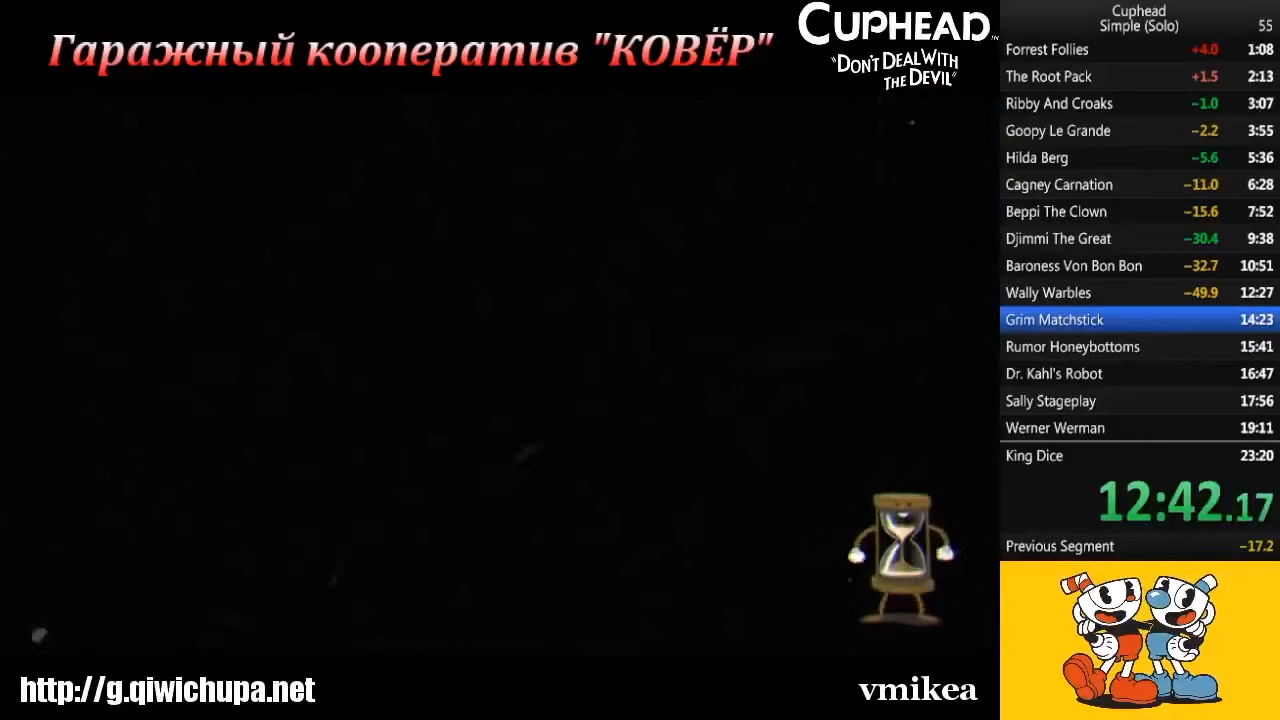 Гаражный кооператив "КОВЁР"
CUPHEAD
"DON'T DEAL WITH
THE DEVIL"
Cuphead
Simple (Solo) 55
Forrest Follies +4.0 1:08
The Root Pack +1.5 2:13
Ribby And Croaks −1.0 3:07
Goopy Le Grande −2.2 3:55
Hilda Berg −5.6 5:36
Cagney Carnation −11.0 6:28
Beppi The Clown −15.6 7:52
Djimmi The Great −30.4 9:38
Baroness Von Bon Bon −32.7 10:51
Wally Warbles −49.9 12:27
Grim Matchstick 14:23
Rumor Honeybottoms 15:41
Dr. Kahl's Robot 16:47
Sally Stageplay 17:56
Werner Werman 19:11
King Dice 23:20
12:42.17
Previous Segment −17.2
http://g.qiwichupa.net
vmikea